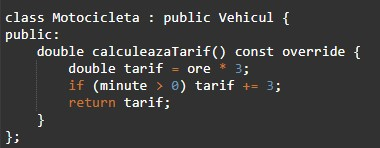 class Motocicleta : public Vehicul {
public:
    double calculeazaTarif() const override {
        double tarif = ore * 3;
        if (minute > 0) tarif += 3;
        return tarif;
    }
};